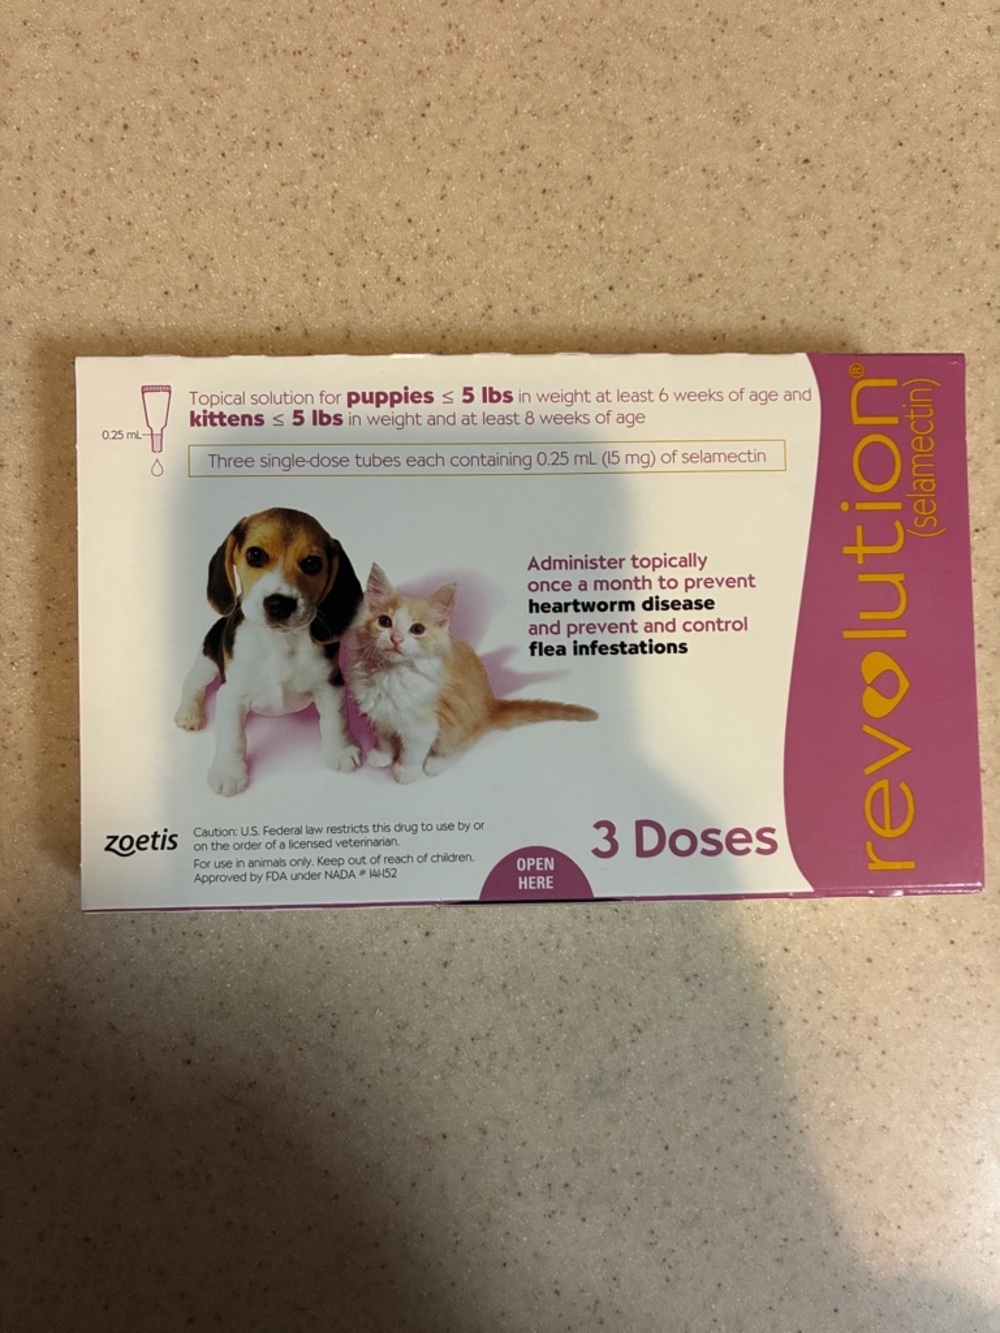 Topical solution for puppies ≤ 5 lbs in weight at least 6 weeks of age and
kittens ≤ 5 lbs in weight and at least 8 weeks of age
0.25 mL
Three single-dose tubes each containing 0.25 mL (15 mg) of selamectin
Administer topically
once a month to prevent
heartworm disease
and prevent and control
flea infestations
zoetis
Caution: U.S. Federal law restricts this drug to use by or
on the order of a licensed veterinarian.
For use in animals only. Keep out of reach of children.
Approved by FDA under NADA # 141-152
OPEN
HERE
3 Doses
revolution®
(selamectin)